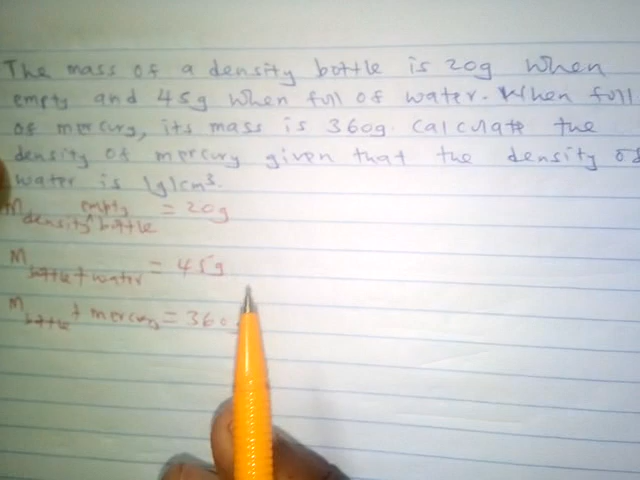 The mass of a density bottle is 20g when
empty and 45g when full of water. When full
of mercury, its mass is 360g. Calculate the
density of mercury given that the density of
water is 1g/cm³.
M empty density bottle = 20g
M bottle + water = 45g
M bottle + mercury = 360